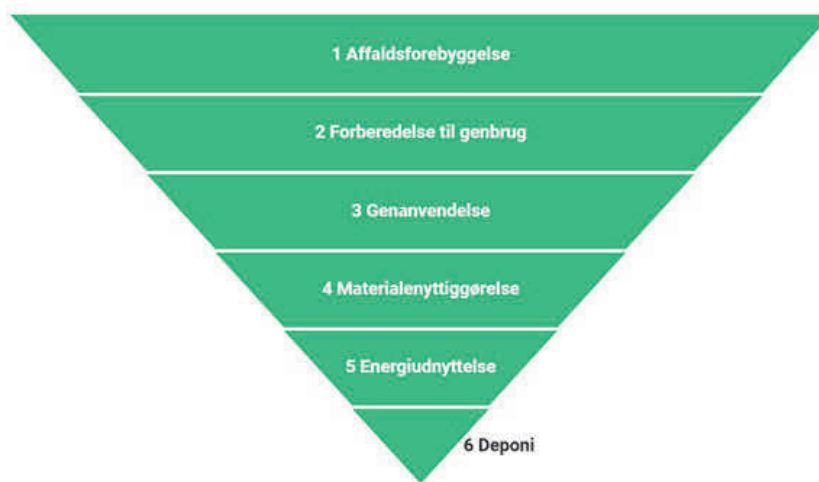 1 Affaldsforebyggelse
2 Forberedelse til genbrug
3 Genanvendelse
4 Materialenyttiggørelse
5 Energiudnyttelse
6 Deponi